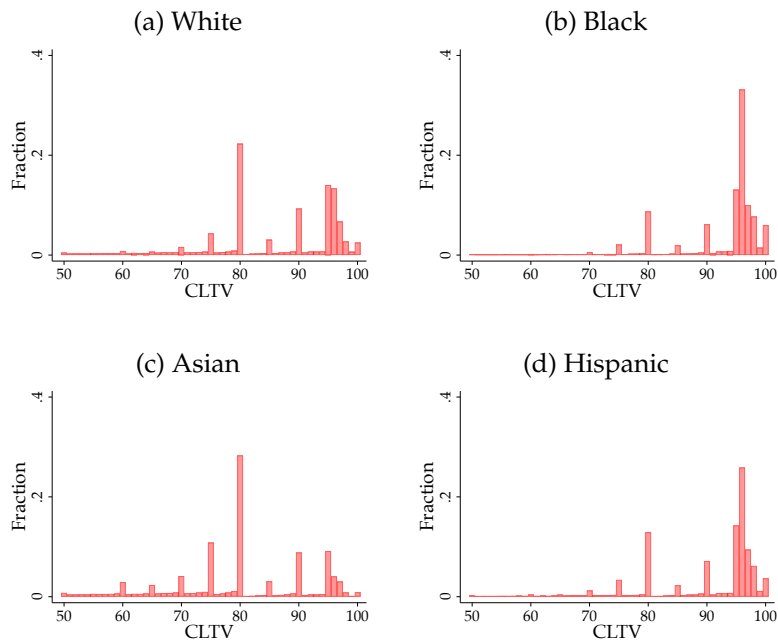 (a) White
.4
.2
0
Fraction
50 60 70 80 90 100
CLTV
(b) Black
.4
.2
0
Fraction
50 60 70 80 90 100
CLTV
(c) Asian
.4
.2
0
Fraction
50 60 70 80 90 100
CLTV
(d) Hispanic
.4
.2
0
Fraction
50 60 70 80 90 100
CLTV